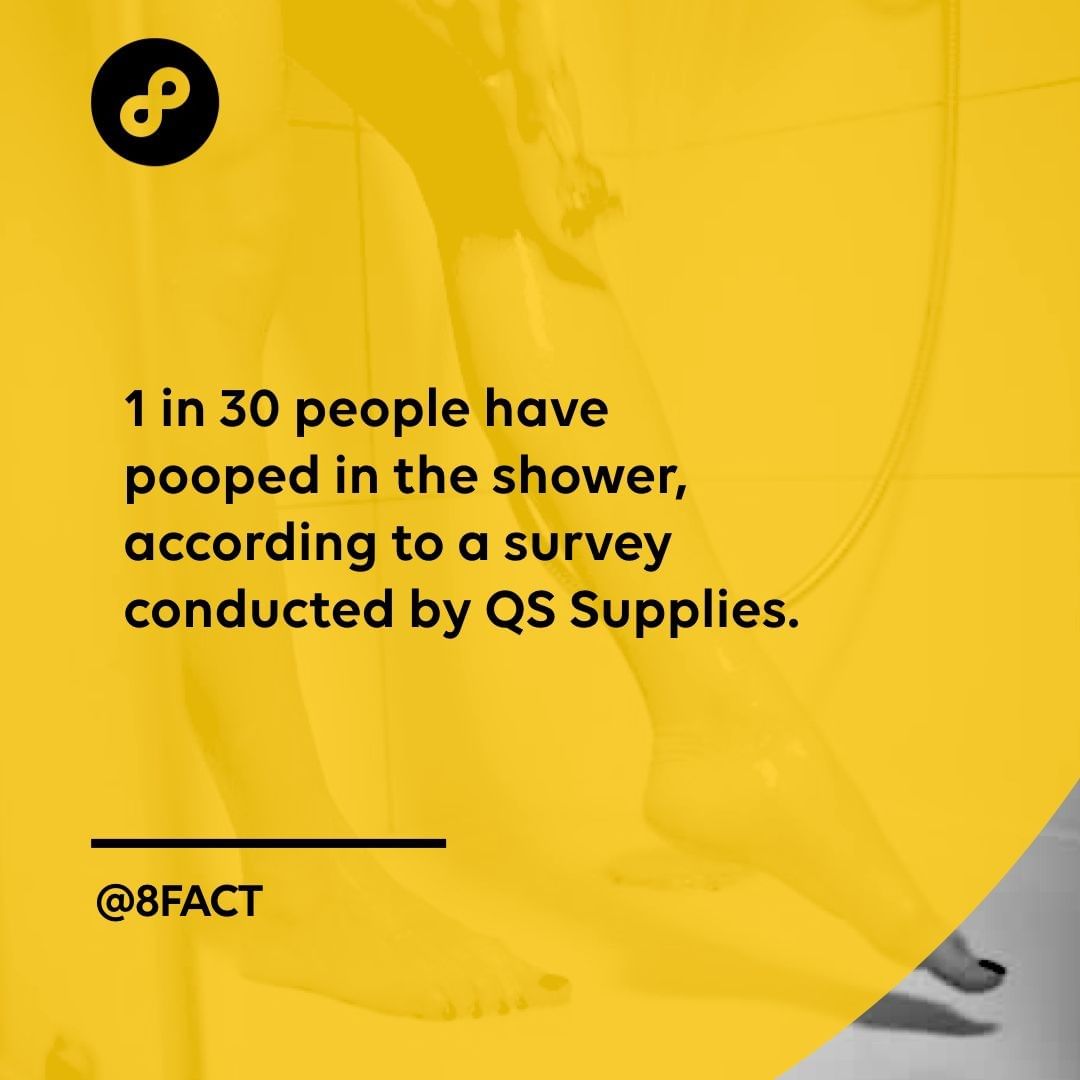 1 in 30 people have
pooped in the shower,
according to a survey
conducted by QS Supplies.
@8FACT